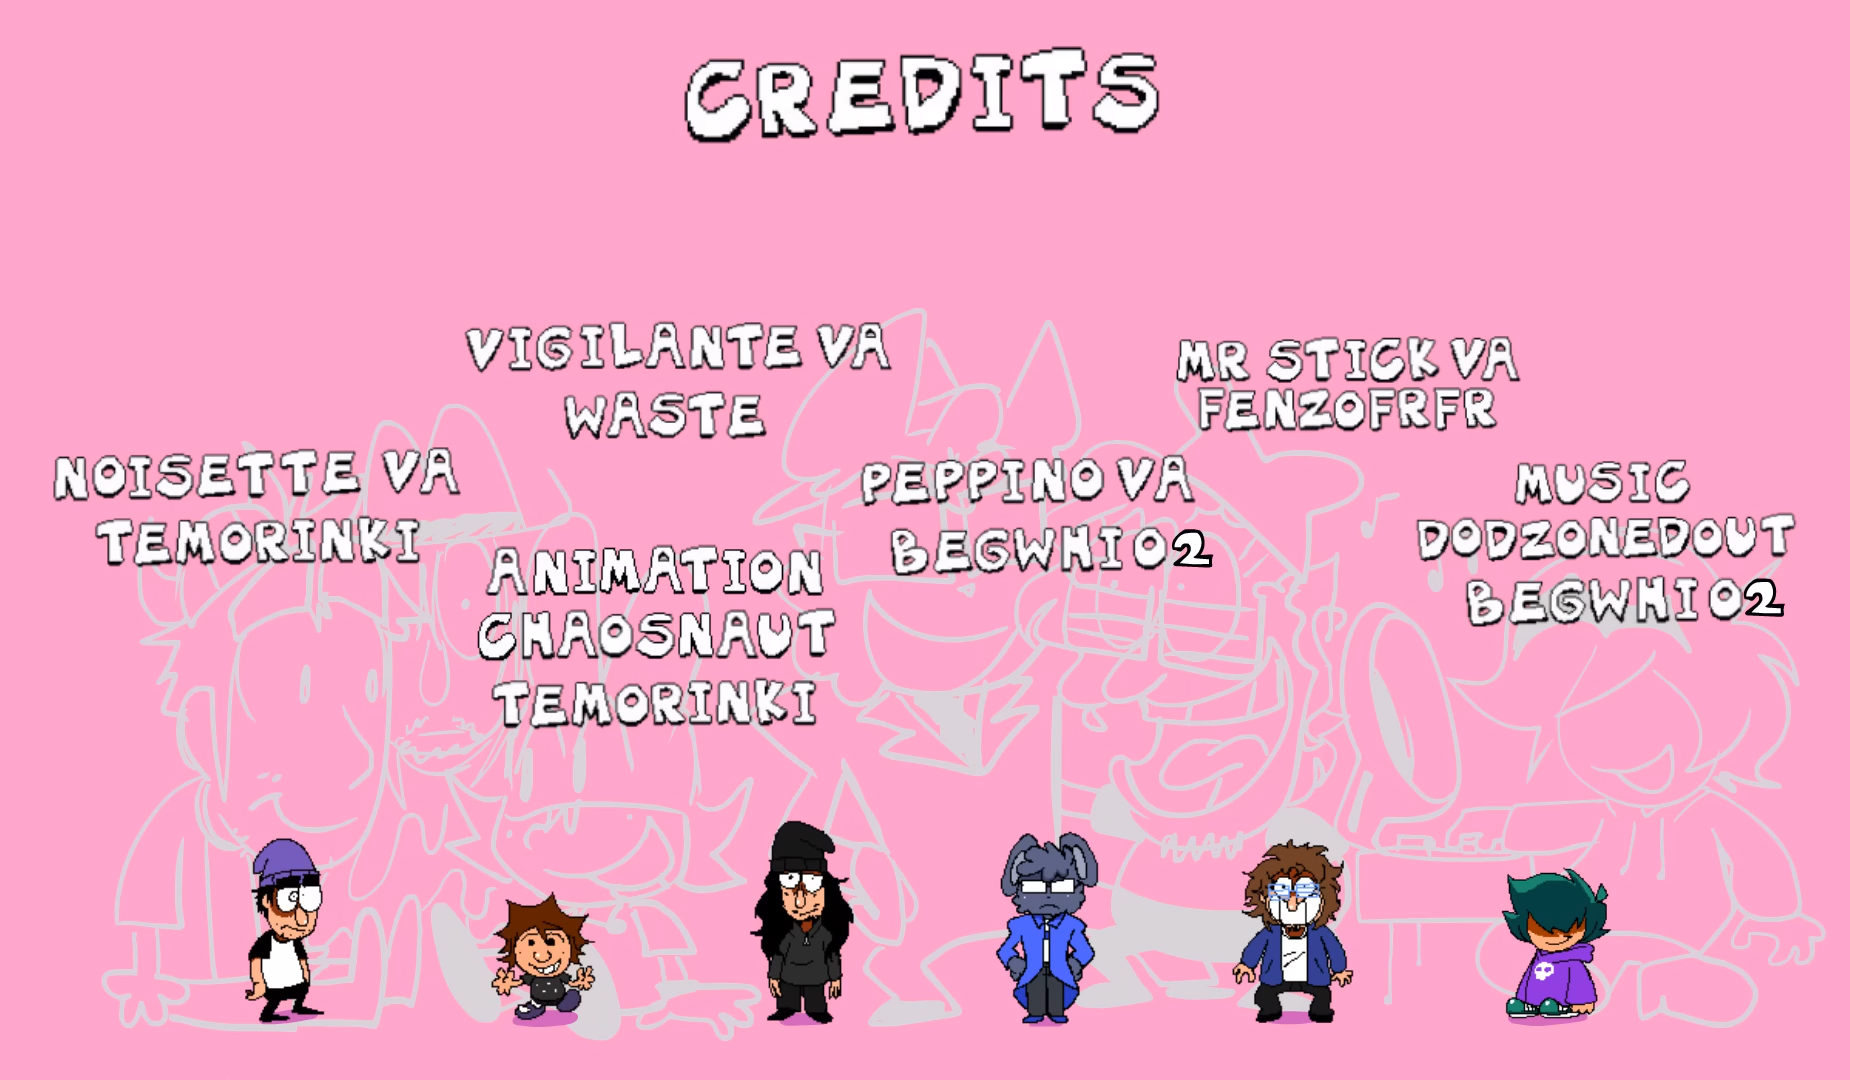 CREDITS
NOISETTE VA
TEMORINKI
VIGILANTE VA
WASTE
ANIMATION
CHAOSNAUT
TEMORINKI
PEPPINO VA
BEGWHIO2
MR STICK VA
FENZOFRFR
MUSIC
DODZONEDOUT
BEGWHIO2